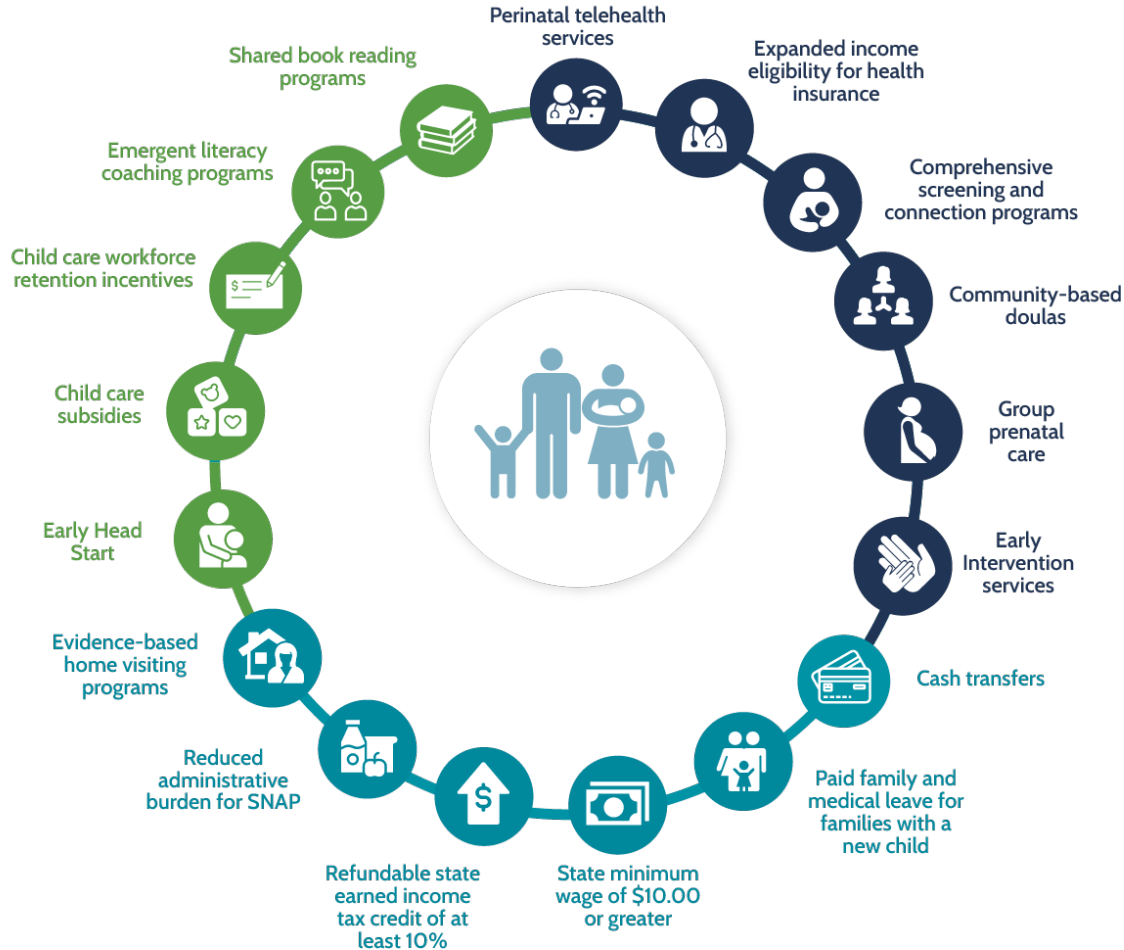 Perinatal telehealth
services
Expanded income
eligibility for health
insurance
Comprehensive
screening and
connection programs
Community-based
doulas
Group
prenatal
care
Early
Intervention
services
Cash transfers
Paid family and
medical leave for
families with a
new child
State minimum
wage of $10.00
or greater
Refundable state
earned income
tax credit of at
least 10%
Reduced
administrative
burden for SNAP
Evidence-based
home visiting
programs
Early Head
Start
Child care
subsidies
Child care workforce
retention incentives
Emergent literacy
coaching programs
Shared book reading
programs
$
$